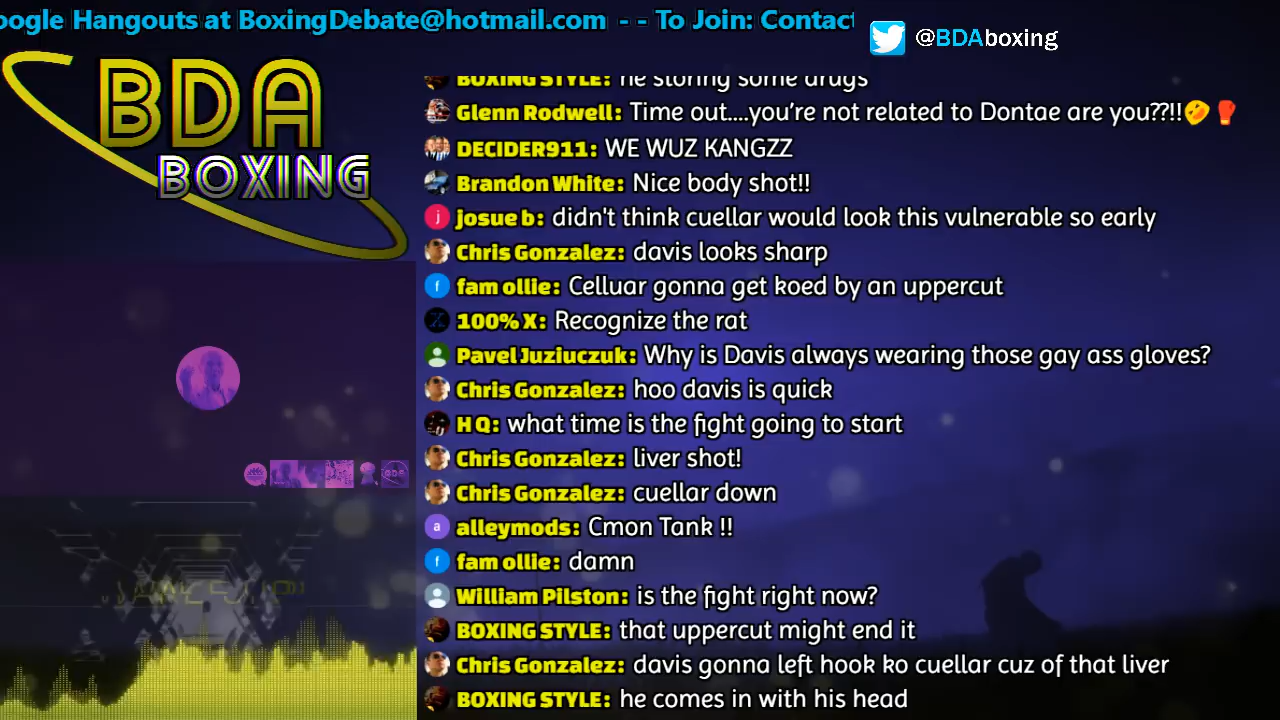 oogle Hangouts at BoxingDebate@hotmail.com - - To Join: Contact
@BDAboxing
BDA
BOXING
BOXING STYLE: he storing some drugs
Glenn Rodwell: Time out....you’re not related to Dontae are you??!!🤣🥊
DECIDER911: WE WUZ KANGZZ
Brandon White: Nice body shot!!
josue b: didn't think cuellar would look this vulnerable so early
Chris Gonzalez: davis looks sharp
fam ollie: Celluar gonna get koed by an uppercut
100% X: Recognize the rat
Pavel Juziuczuk: Why is Davis always wearing those gay ass gloves?
Chris Gonzalez: hoo davis is quick
H Q: what time is the fight going to start
Chris Gonzalez: liver shot!
Chris Gonzalez: cuellar down
alleymods: Cmon Tank !!
fam ollie: damn
William Pilston: is the fight right now?
BOXING STYLE: that uppercut might end it
Chris Gonzalez: davis gonna left hook ko cuellar cuz of that liver
BOXING STYLE: he comes in with his head